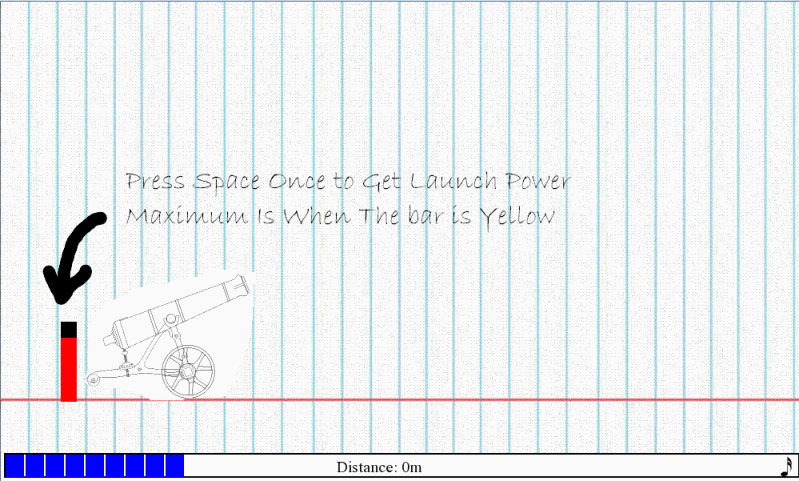 Press Space Once to Get Launch Power
Maximum Is When The bar is Yellow
Distance: 0m